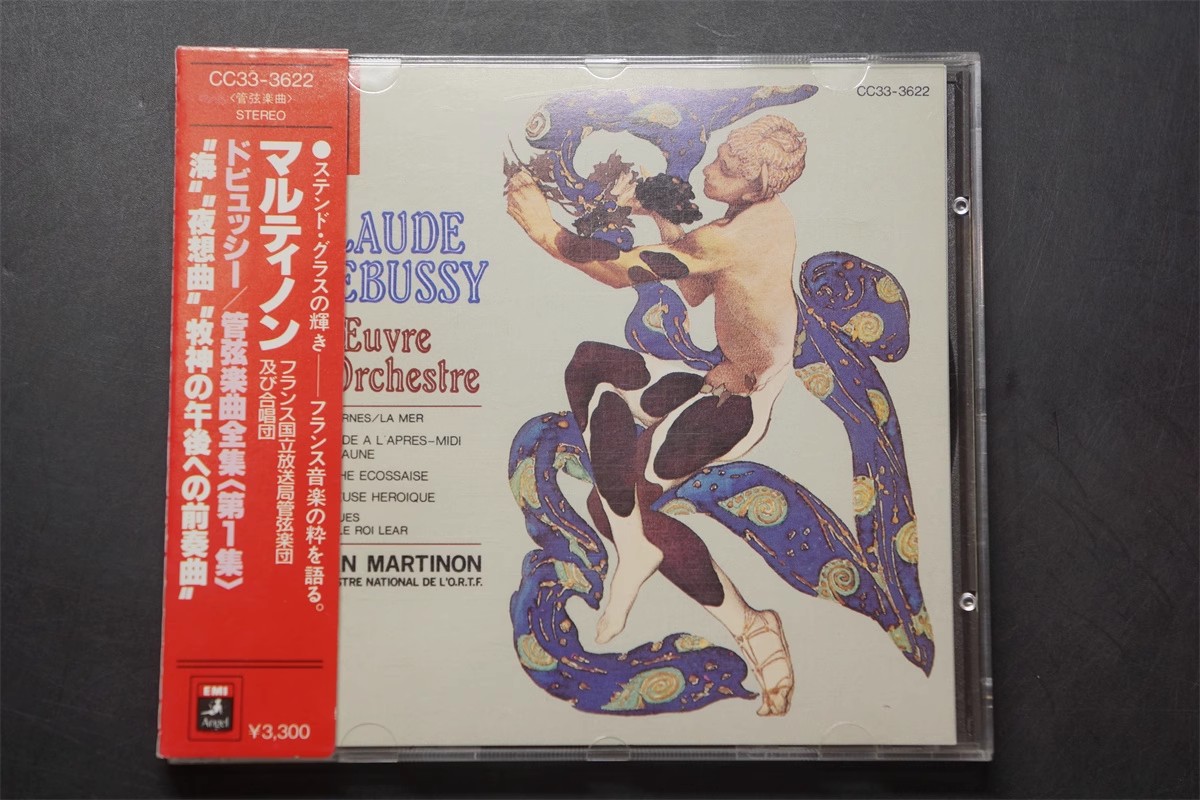 CC33-3622
〈管弦楽曲〉
STEREO
●ステンド・グラスの輝き──フランス音楽の粋を語る。
マルティノン
フランス国立放送局管弦楽団
及び合唱団
ドビュッシー/管弦楽曲全集〈第1集〉
"海""夜想曲""牧神の午後への前奏曲"
EMI
Angel
¥3,300
CC33-3622
LAUDE
EBUSSY
Œuvre
Orchestre
RNES/LA MER
DE A L'APRES-MIDI
AUNE
HE ECOSSAISE
USE HEROIQUE
UES
LE ROI LEAR
N MARTINON
STRE NATIONAL DE L'O.R.T.F.